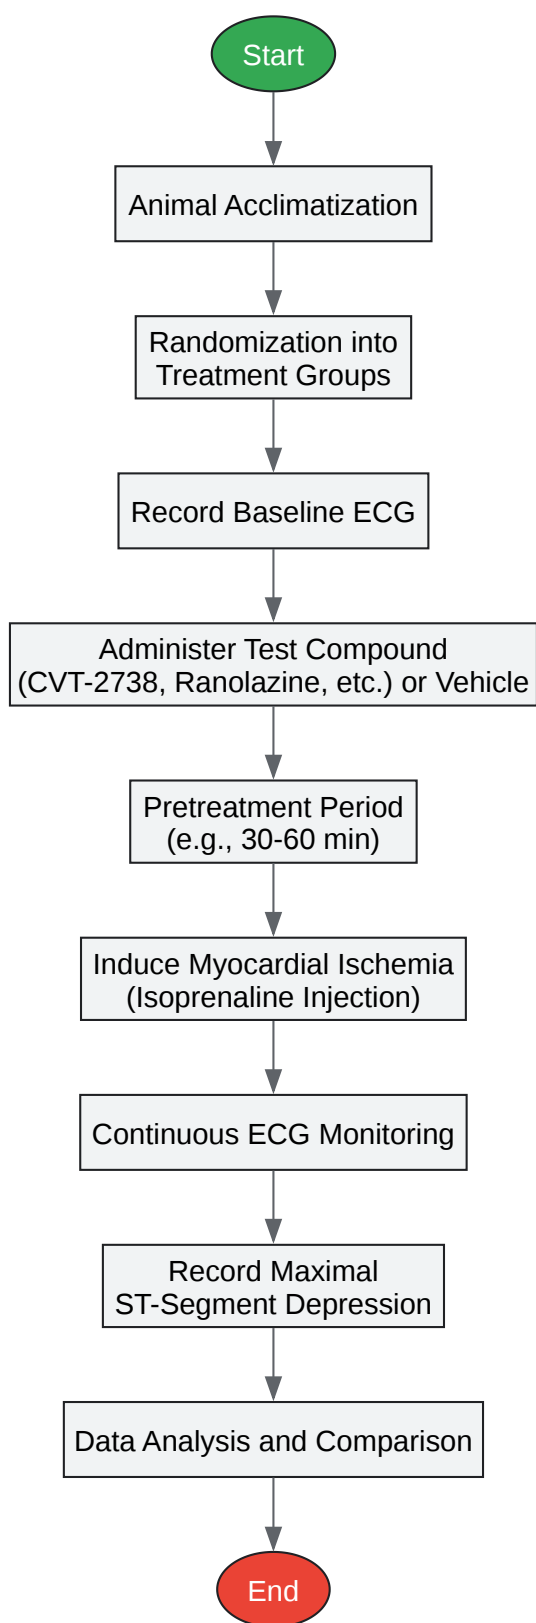 Start
Animal Acclimatization
Randomization into
Treatment Groups
Record Baseline ECG
Administer Test Compound
(CVT-2738, Ranolazine, etc.) or Vehicle
Pretreatment Period
(e.g., 30-60 min)
Induce Myocardial Ischemia
(Isoprenaline Injection)
Continuous ECG Monitoring
Record Maximal
ST-Segment Depression
Data Analysis and Comparison
End